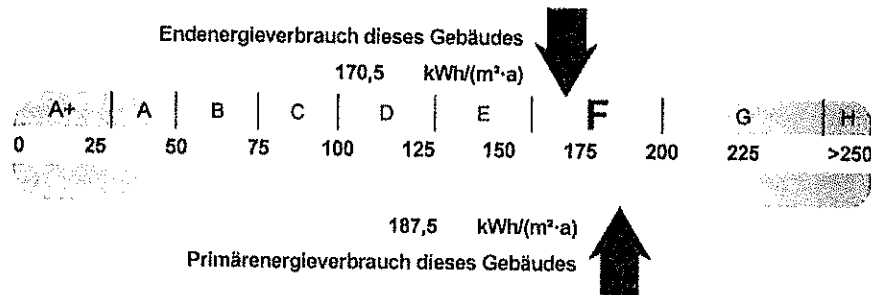 Endenergieverbrauch dieses Gebäudes
170,5 kWh/(m²·a)
A+ A B C D E F G H
0 25 50 75 100 125 150 175 200 225 >250
187,5 kWh/(m²·a)
Primärenergieverbrauch dieses Gebäudes